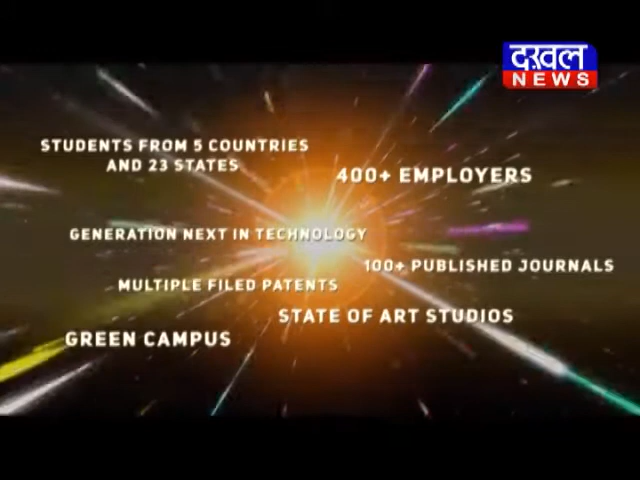 दख़ल
NEWS
STUDENTS FROM 5 COUNTRIES
AND 23 STATES
400+ EMPLOYERS
GENERATION NEXT IN TECHNOLOGY
100+ PUBLISHED JOURNALS
MULTIPLE FILED PATENTS
STATE OF ART STUDIOS
GREEN CAMPUS